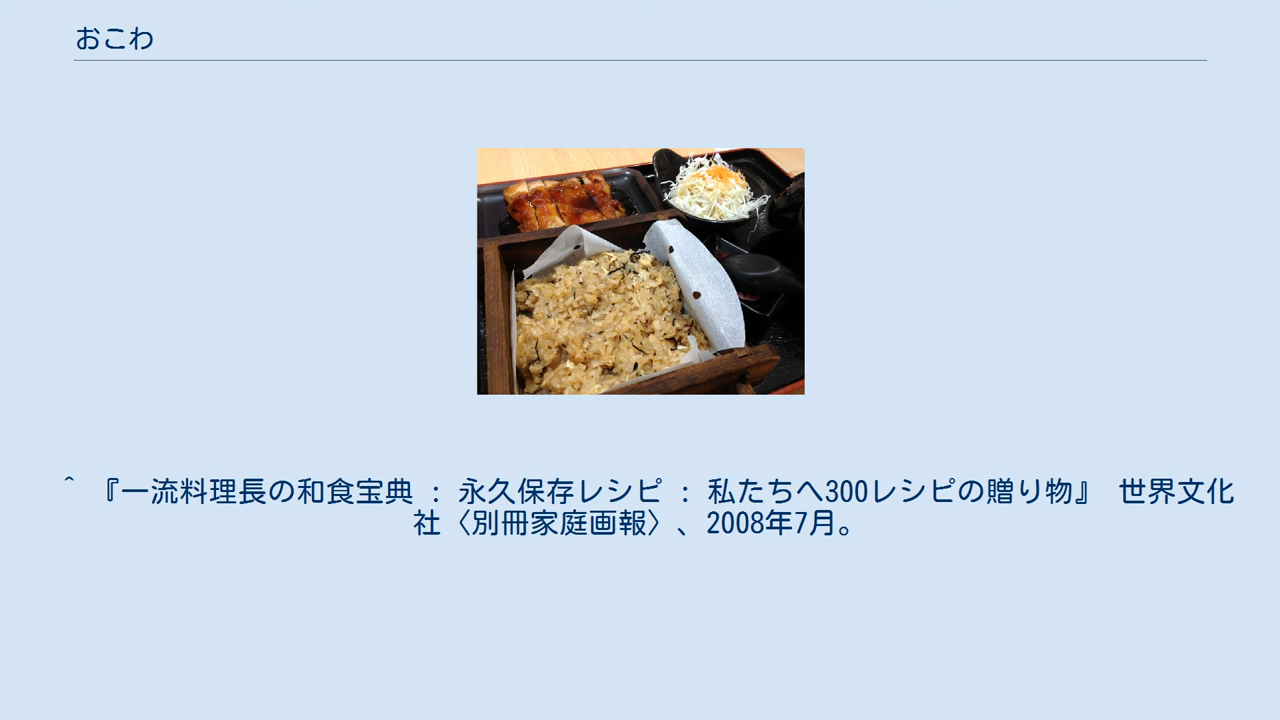 おこわ
^ 『一流料理長の和食宝典 : 永久保存レシピ : 私たちへ300レシピの贈り物』 世界文化
社〈別冊家庭画報〉、2008年7月。